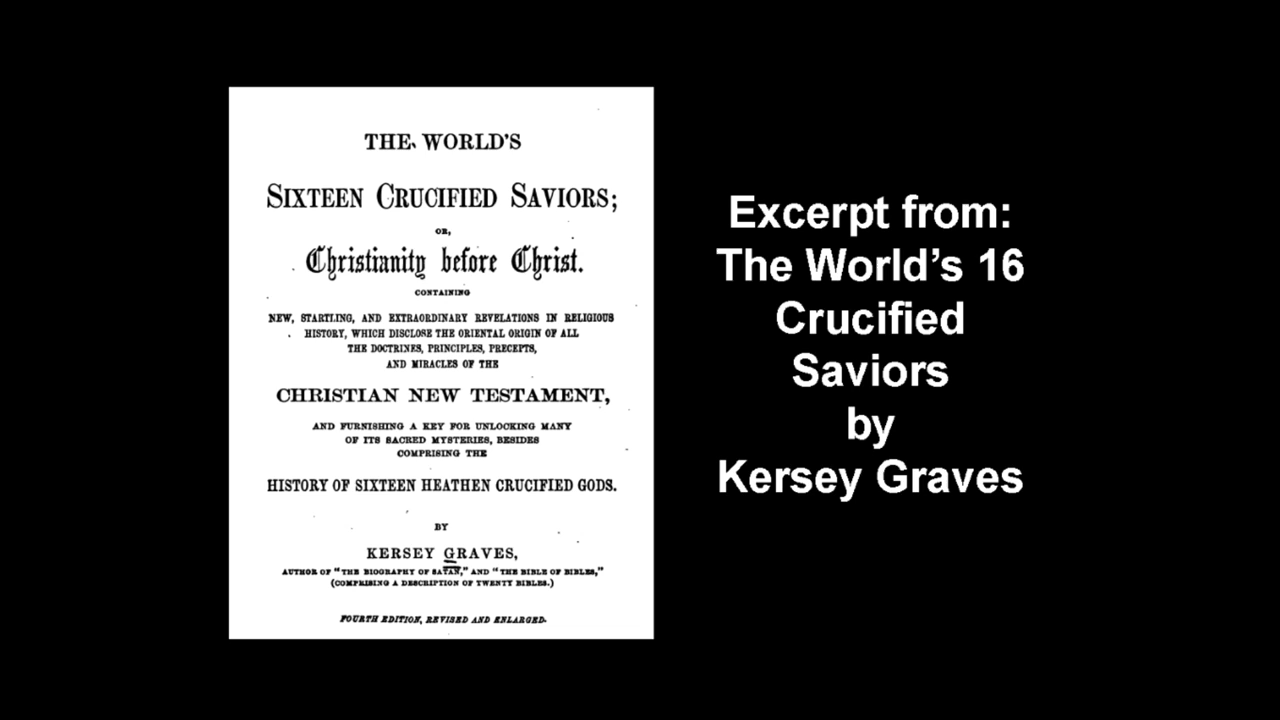 THE WORLD'S
SIXTEEN CRUCIFIED SAVIORS;
OR,
Christianity before Christ.
CONTAINING
NEW, STARTLING, AND EXTRAORDINARY REVELATIONS IN RELIGIOUS
HISTORY, WHICH DISCLOSE THE ORIENTAL ORIGIN OF ALL
THE DOCTRINES, PRINCIPLES, PRECEPTS,
AND MIRACLES OF THE
CHRISTIAN NEW TESTAMENT,
AND FURNISHING A KEY FOR UNLOCKING MANY
OF ITS SACRED MYSTERIES, BESIDES
COMPRISING THE
HISTORY OF SIXTEEN HEATHEN CRUCIFIED GODS.
BY
KERSEY GRAVES,
AUTHOR OF "THE BIOGRAPHY OF SATAN," AND "THE BIBLE OF BIBLES,"
(COMPRISING A DESCRIPTION OF TWENTY BIBLES.)
FOURTH EDITION, REVISED AND ENLARGED.
Excerpt from:
The World's 16
Crucified
Saviors
by
Kersey Graves